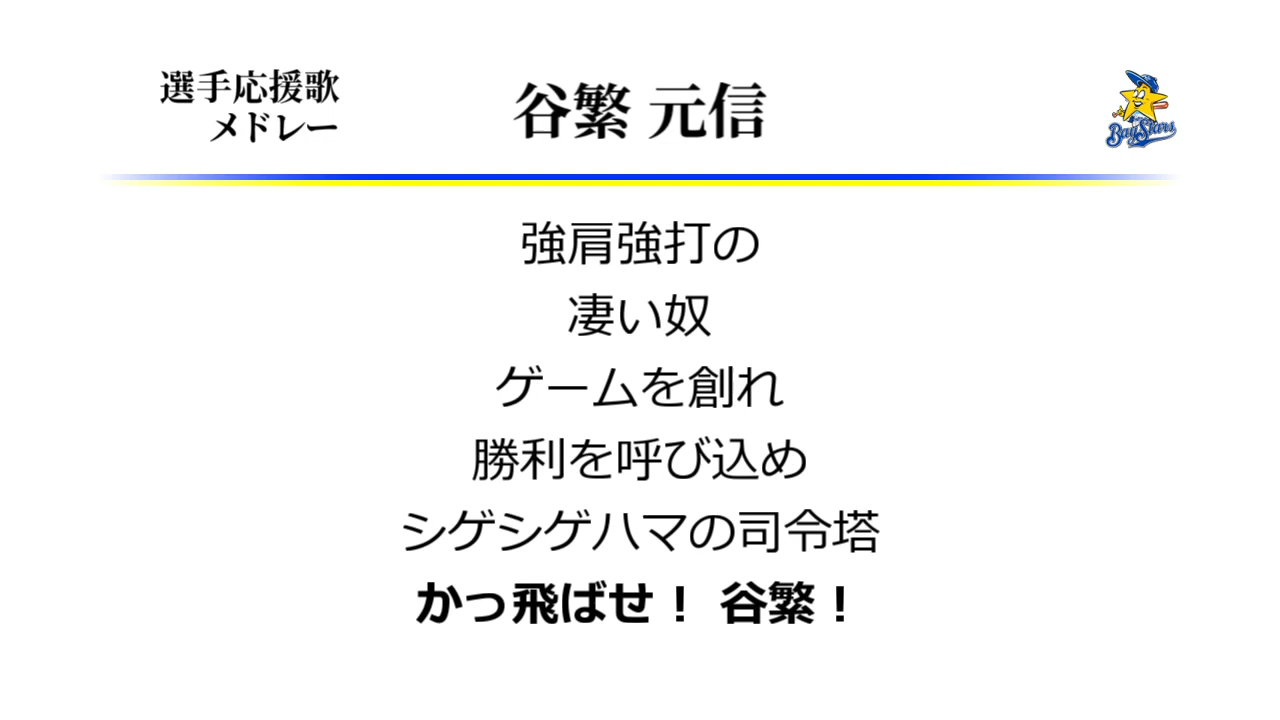 選手応援歌
メドレー
谷繁 元信
BayStars
強肩強打の
凄い奴
ゲームを創れ
勝利を呼び込め
シゲシゲハマの司令塔
かっ飛ばせ！ 谷繁！